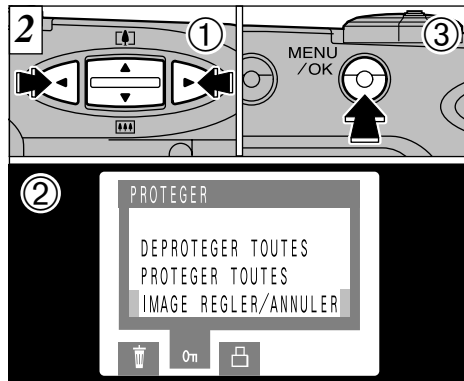 2
①
③
MENU
/OK
②
PROTEGER
DEPROTEGER TOUTES
PROTEGER TOUTES
IMAGE REGLER/ANNULER